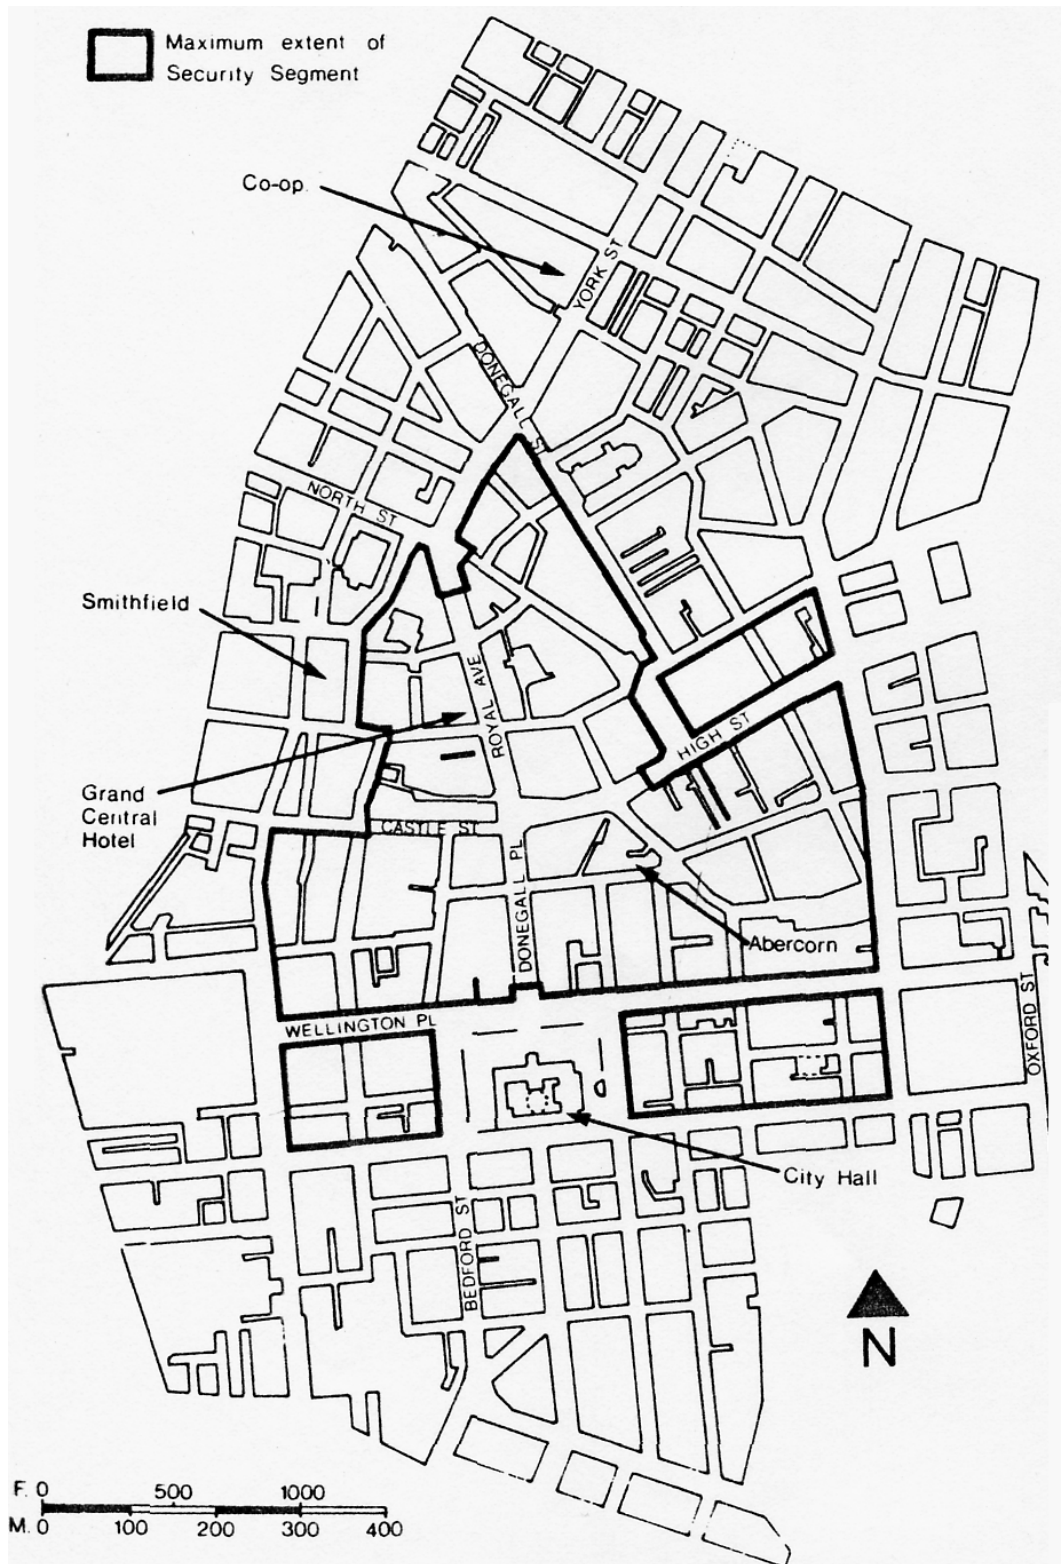 Maximum extent of
Security Segment
Co-op
YORK ST
DONEGALL ST
NORTH ST
Smithfield
ROYAL AVE
HIGH ST
Grand
Central
Hotel
CASTLE ST
DONEGAL PL
Abercorn
WELLINGTON PL
OXFORD ST
City Hall
BEDFORD ST
N
F. 0 500 1000
M. 0 100 200 300 400